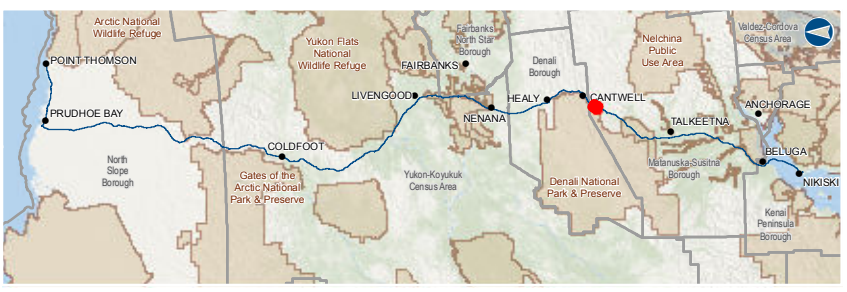 Arctic National
Wildlife Refuge
POINT THOMSON
PRUDHOE BAY
North
Slope
Borough
COLDFOOT
Gates of the
Arctic National
Park & Preserve
Yukon Flats
National
Wildlife Refuge
LIVENGOOD
FAIRBANKS
Fairbanks
North Star
Borough
NENANA
Yukon-Koyukuk
Census Area
Denali
Borough
HEALY
CANTWELL
Denali National
Park & Preserve
Nelchina
Public
Use Area
TALKEETNA
Matanuska-Susitna
Borough
Valdez-Cordova
Census Area
ANCHORAGE
BELUGA
NIKISKI
Kenai
Peninsula
Borough